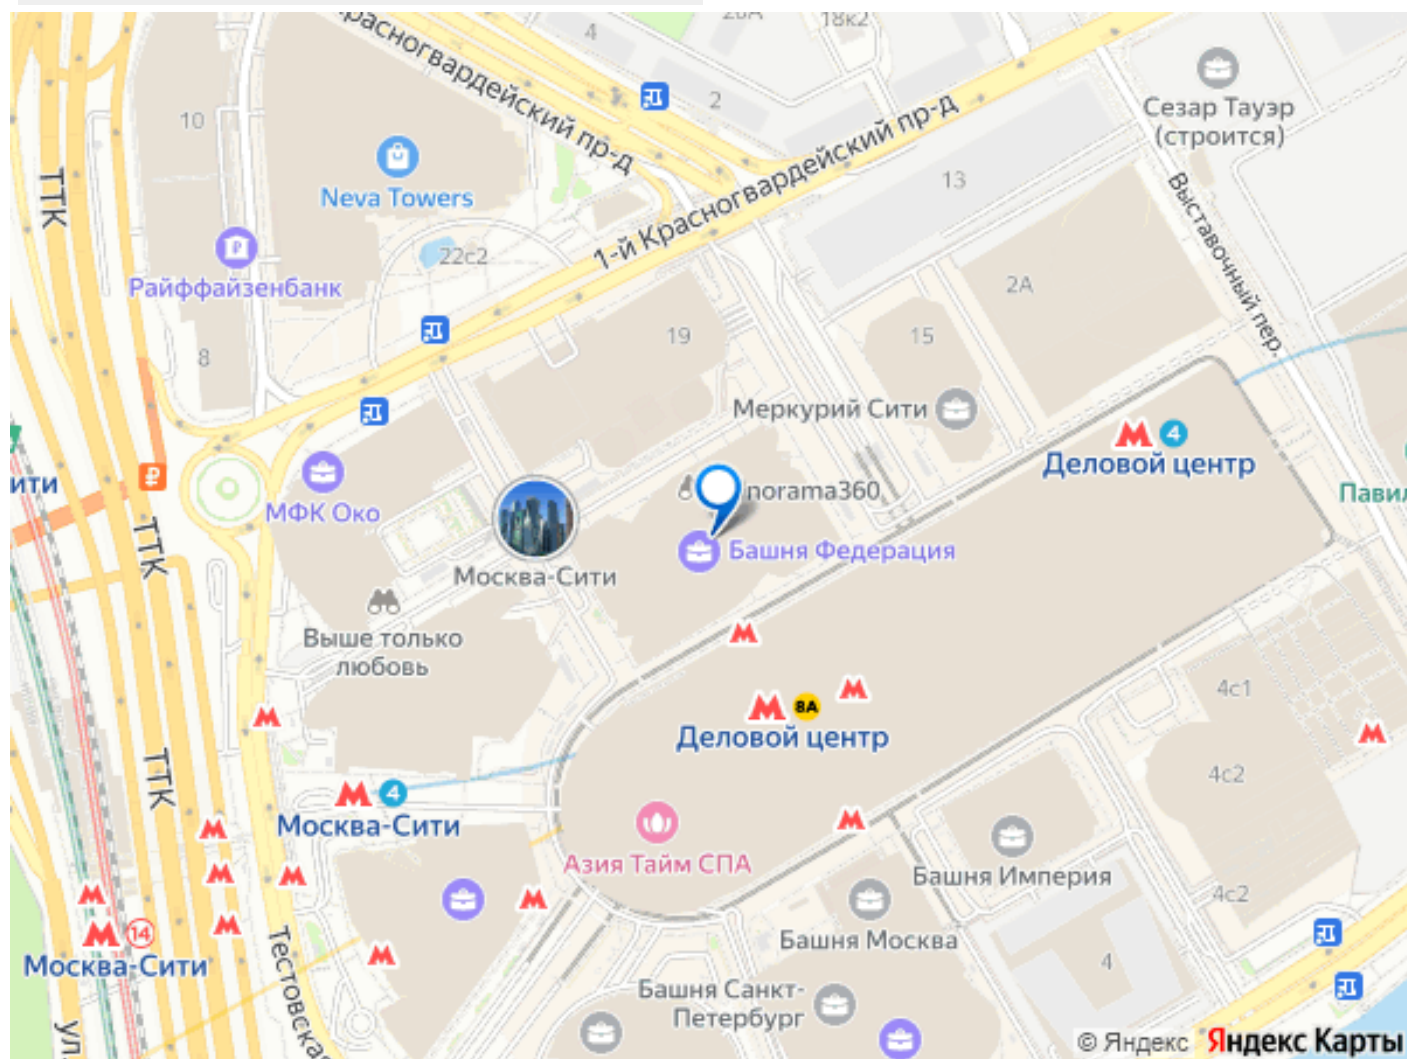 4
18к2
2
Сезар Тауэр
(строится)
Красногвардейский пр-д
1-й Красногвардейский пр-д
10
ТТК
Neva Towers
13
Выставочный пер.
22с2
Райффайзенбанк
2А
19
15
8
Меркурий Сити
4
Деловой центр
norama360
МФК Око
Башня Федерация
ТТК
Москва-Сити
Выше только
любовь
4с1
8А
Деловой центр
ТТК
4с2
4
Москва-Сити
Азия Тайм СПА
Башня Империя
4с2
14
Москва-Сити
Башня Москва
Тестовская
4
Башня Санкт-
Петербург
ул.
© Яндекс Яндекс Карты